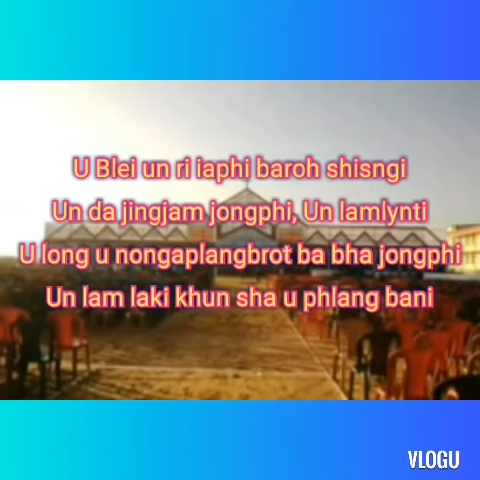 U Blei un ri iaphi baroh shisngi
Un da jingjam jongphi, Un lamlynti
U long u nongaplangbrot ba bha jongphi
Un lam laki khun sha u phlang bani
VLOGU